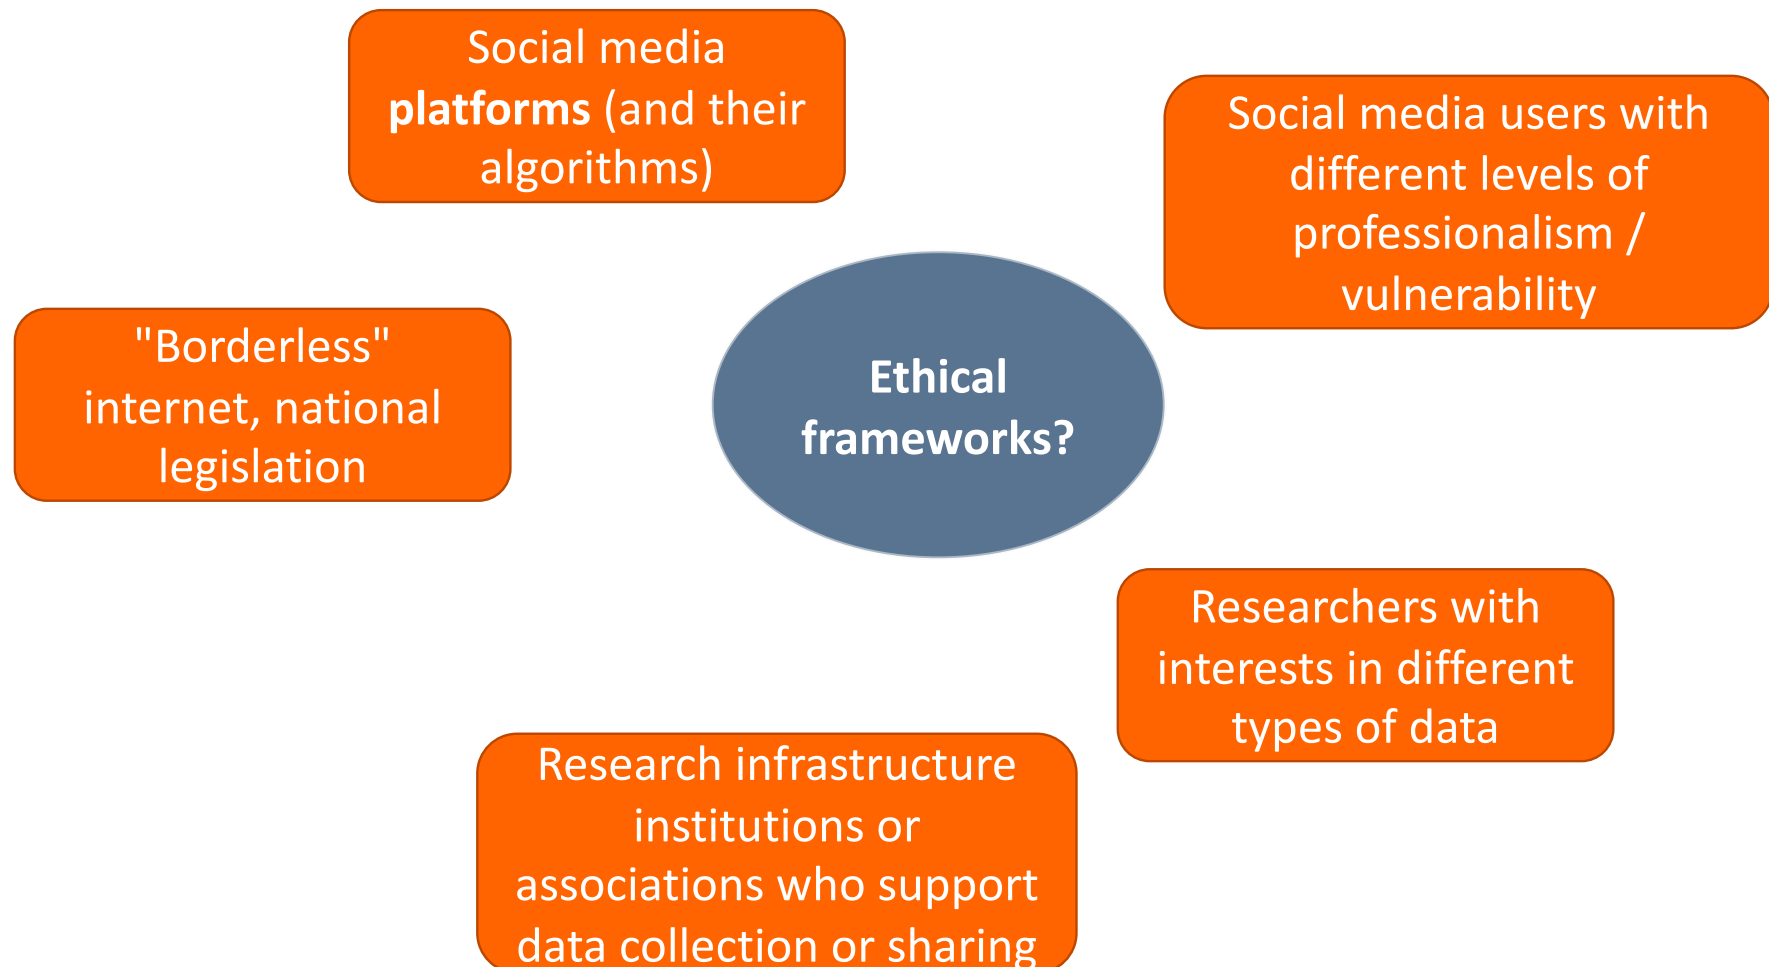 Social media
platforms (and their
algorithms)
Social media users with
different levels of
professionalism /
vulnerability
"Borderless"
internet, national
legislation
Ethical
frameworks?
Researchers with
interests in different
types of data
Research infrastructure
institutions or
associations who support
data collection or sharing